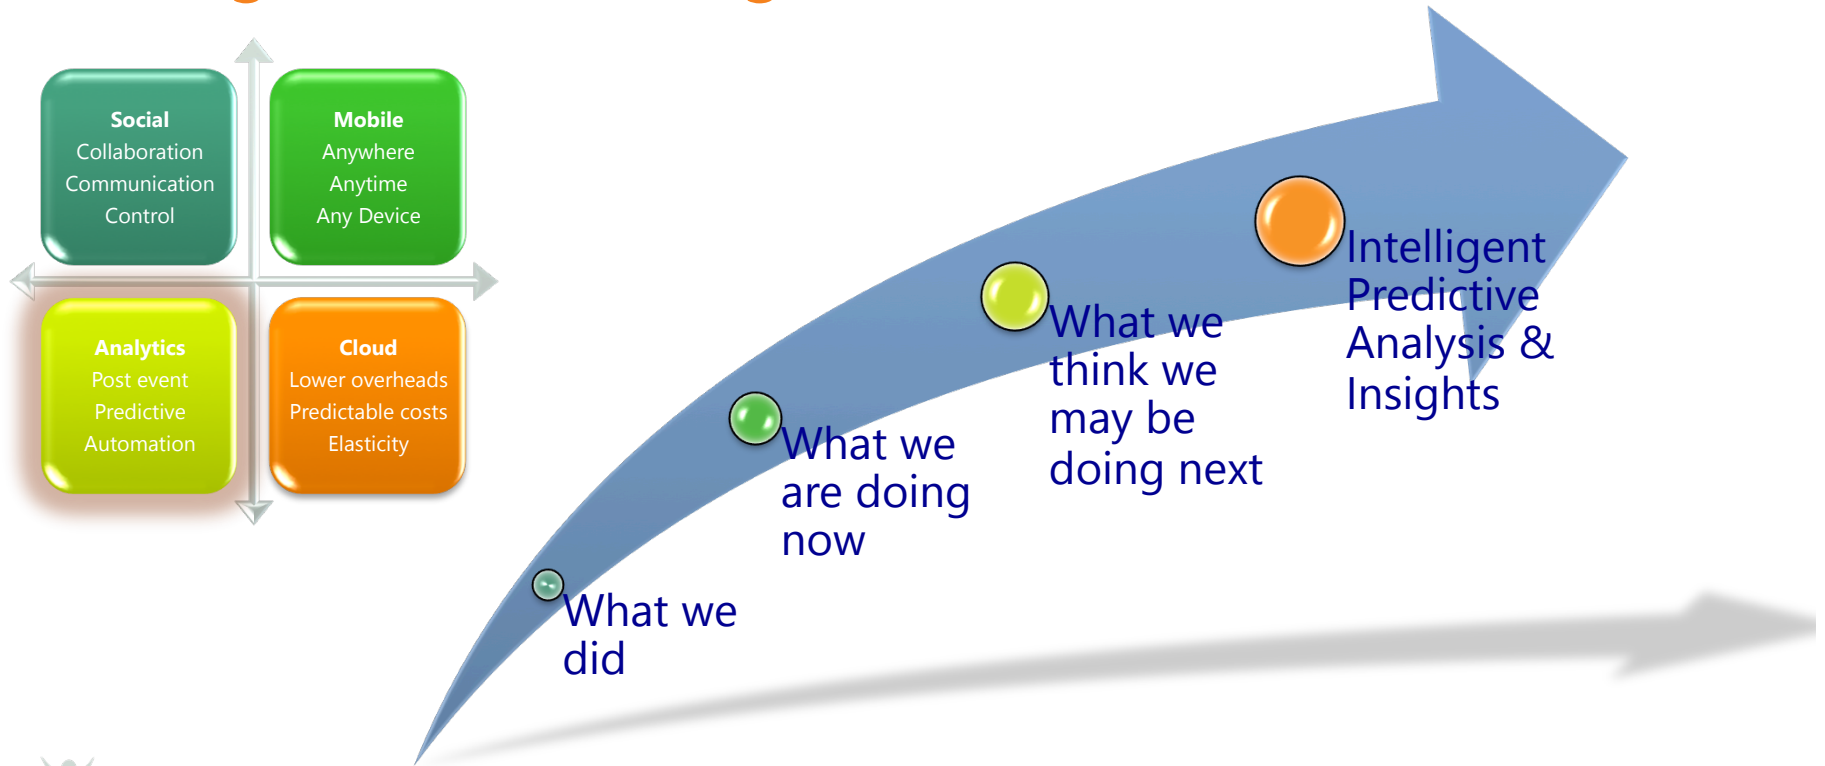 Social
Collaboration
Communication
Control
Mobile
Anywhere
Anytime
Any Device
Analytics
Post event
Predictive
Automation
Cloud
Lower overheads
Predictable costs
Elasticity
What we
did
What we
are doing
now
What we
think we
may be
doing next
Intelligent
Predictive
Analysis &
Insights